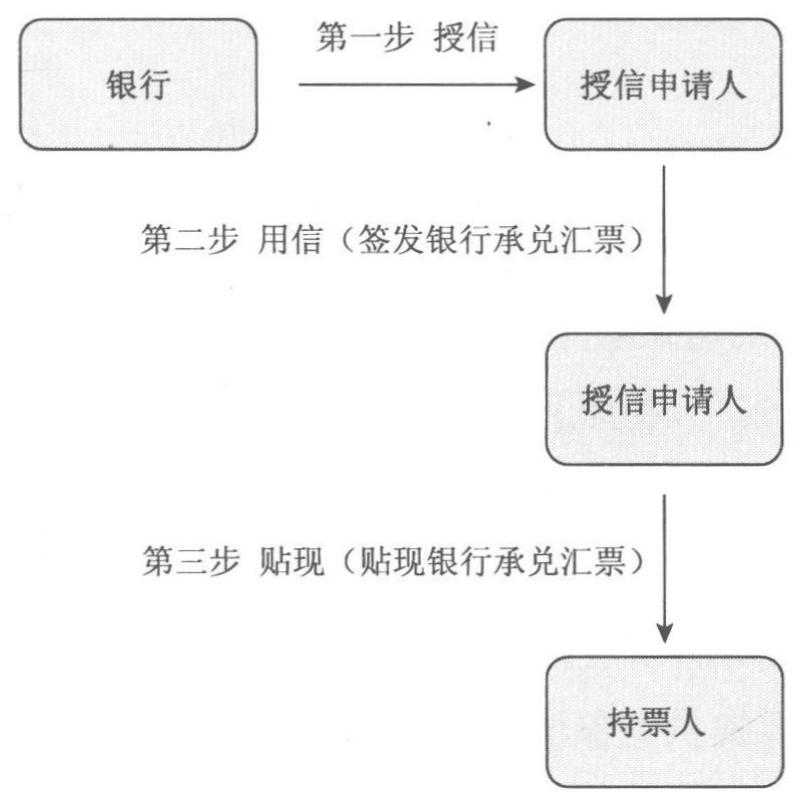 第一步 授信
银行
授信申请人
第二步 用信（签发银行承兑汇票）
授信申请人
第三步 贴现（贴现银行承兑汇票）
持票人